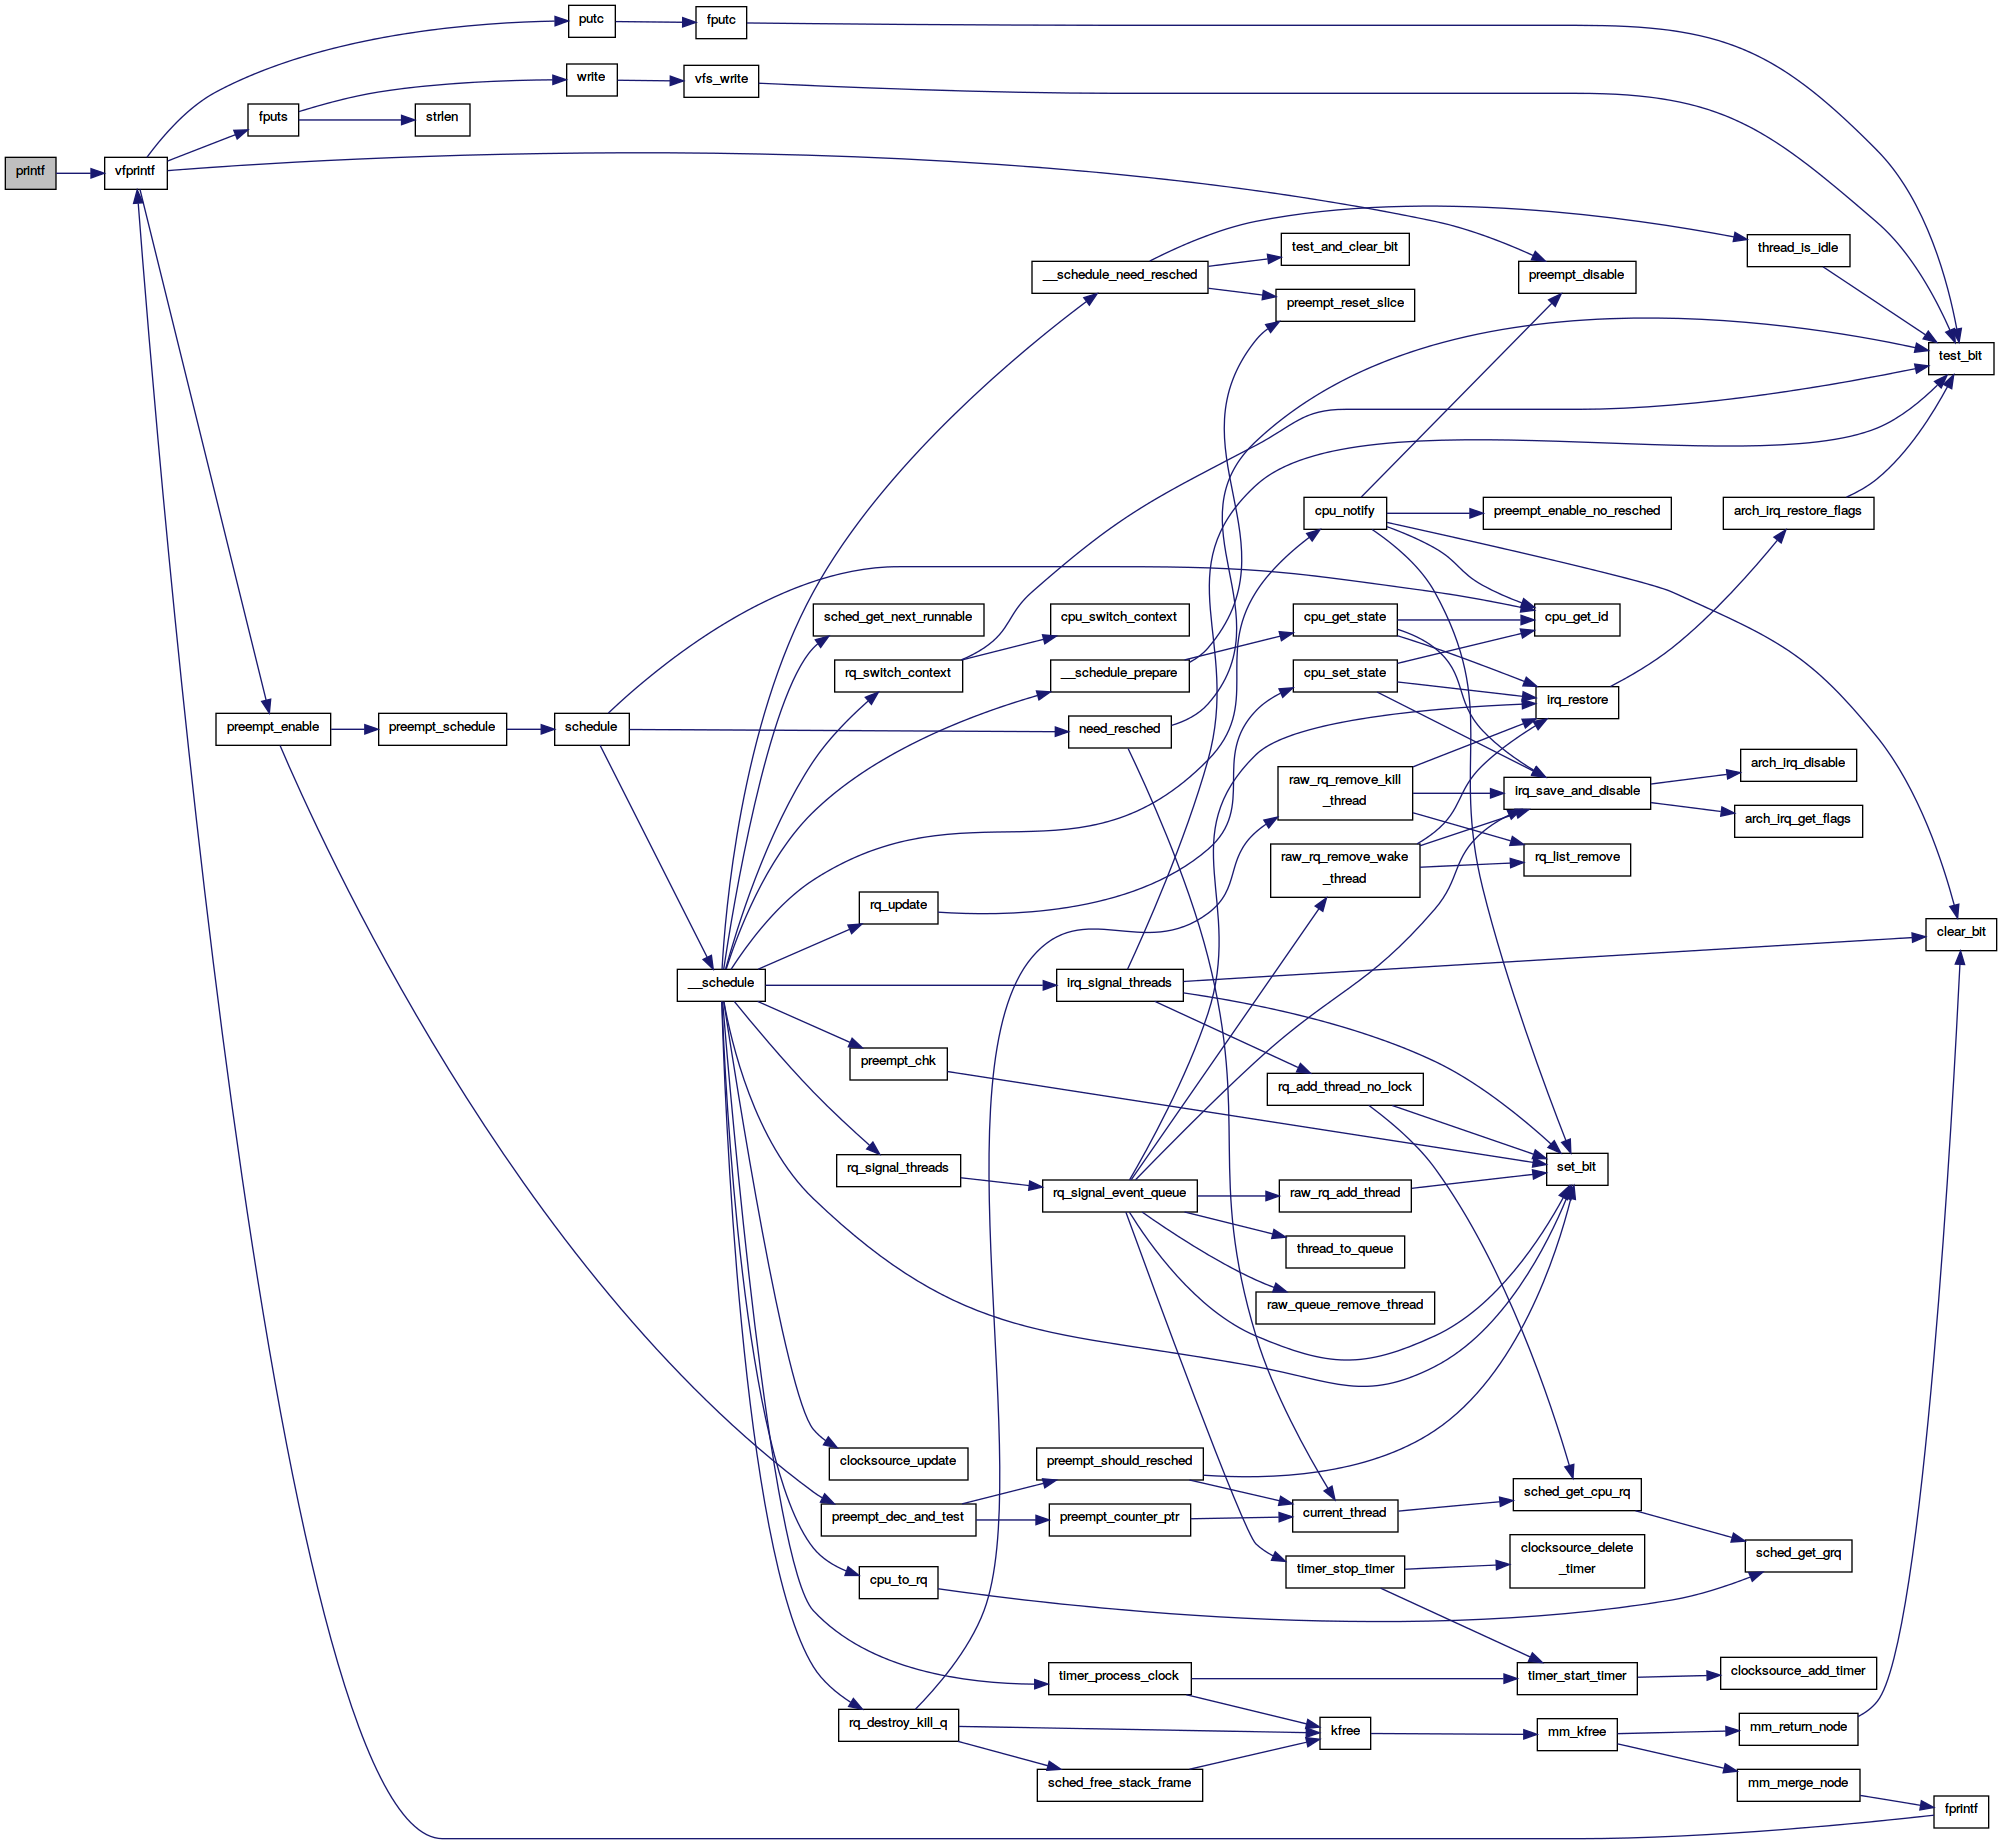 putc
fputc
write
vfs_write
fputs
strlen
printf
vfprintf
test_and_clear_bit
thread_is_idle
__schedule_need_resched
preempt_disable
preempt_reset_slice
test_bit
cpu_notify
preempt_enable_no_resched
arch_irq_restore_flags
sched_get_next_runnable
cpu_switch_context
cpu_get_state
cpu_get_id
rq_switch_context
__schedule_prepare
cpu_set_state
irq_restore
preempt_enable
preempt_schedule
schedule
need_resched
arch_irq_disable
raw_rq_remove_kill
_thread
irq_save_and_disable
arch_irq_get_flags
raw_rq_remove_wake
_thread
rq_list_remove
rq_update
clear_bit
__schedule
irq_signal_threads
preempt_chk
rq_add_thread_no_lock
rq_signal_threads
set_bit
rq_signal_event_queue
raw_rq_add_thread
thread_to_queue
raw_queue_remove_thread
clocksource_update
preempt_should_resched
sched_get_cpu_rq
preempt_dec_and_test
preempt_counter_ptr
current_thread
clocksource_delete
_timer
sched_get_grq
cpu_to_rq
timer_stop_timer
timer_process_clock
timer_start_timer
clocksource_add_timer
rq_destroy_kill_q
kfree
mm_kfree
mm_return_node
sched_free_stack_frame
mm_merge_node
fprintf